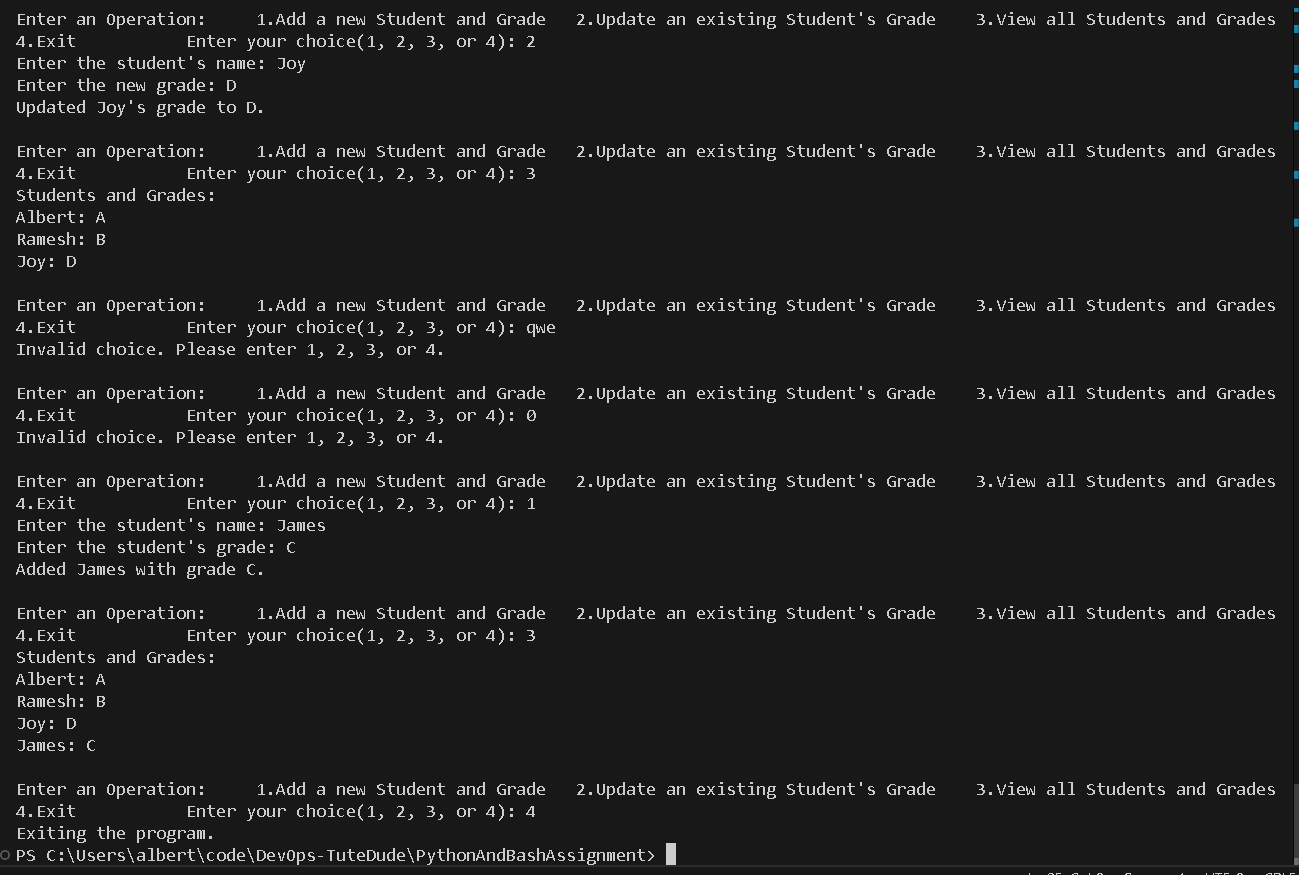 Enter an Operation:     1.Add a new Student and Grade   2.Update an existing Student's Grade    3.View all Students and Grades
4.Exit           Enter your choice(1, 2, 3, or 4): 2
Enter the student's name: Joy
Enter the new grade: D
Updated Joy's grade to D.

Enter an Operation:     1.Add a new Student and Grade   2.Update an existing Student's Grade    3.View all Students and Grades
4.Exit           Enter your choice(1, 2, 3, or 4): 3
Students and Grades:
Albert: A
Ramesh: B
Joy: D

Enter an Operation:     1.Add a new Student and Grade   2.Update an existing Student's Grade    3.View all Students and Grades
4.Exit           Enter your choice(1, 2, 3, or 4): qwe
Invalid choice. Please enter 1, 2, 3, or 4.

Enter an Operation:     1.Add a new Student and Grade   2.Update an existing Student's Grade    3.View all Students and Grades
4.Exit           Enter your choice(1, 2, 3, or 4): 0
Invalid choice. Please enter 1, 2, 3, or 4.

Enter an Operation:     1.Add a new Student and Grade   2.Update an existing Student's Grade    3.View all Students and Grades
4.Exit           Enter your choice(1, 2, 3, or 4): 1
Enter the student's name: James
Enter the student's grade: C
Added James with grade C.

Enter an Operation:     1.Add a new Student and Grade   2.Update an existing Student's Grade    3.View all Students and Grades
4.Exit           Enter your choice(1, 2, 3, or 4): 3
Students and Grades:
Albert: A
Ramesh: B
Joy: D
James: C

Enter an Operation:     1.Add a new Student and Grade   2.Update an existing Student's Grade    3.View all Students and Grades
4.Exit           Enter your choice(1, 2, 3, or 4): 4
Exiting the program.
PS C:\Users\albert\code\DevOps-TuteDude\PythonAndBashAssignment>